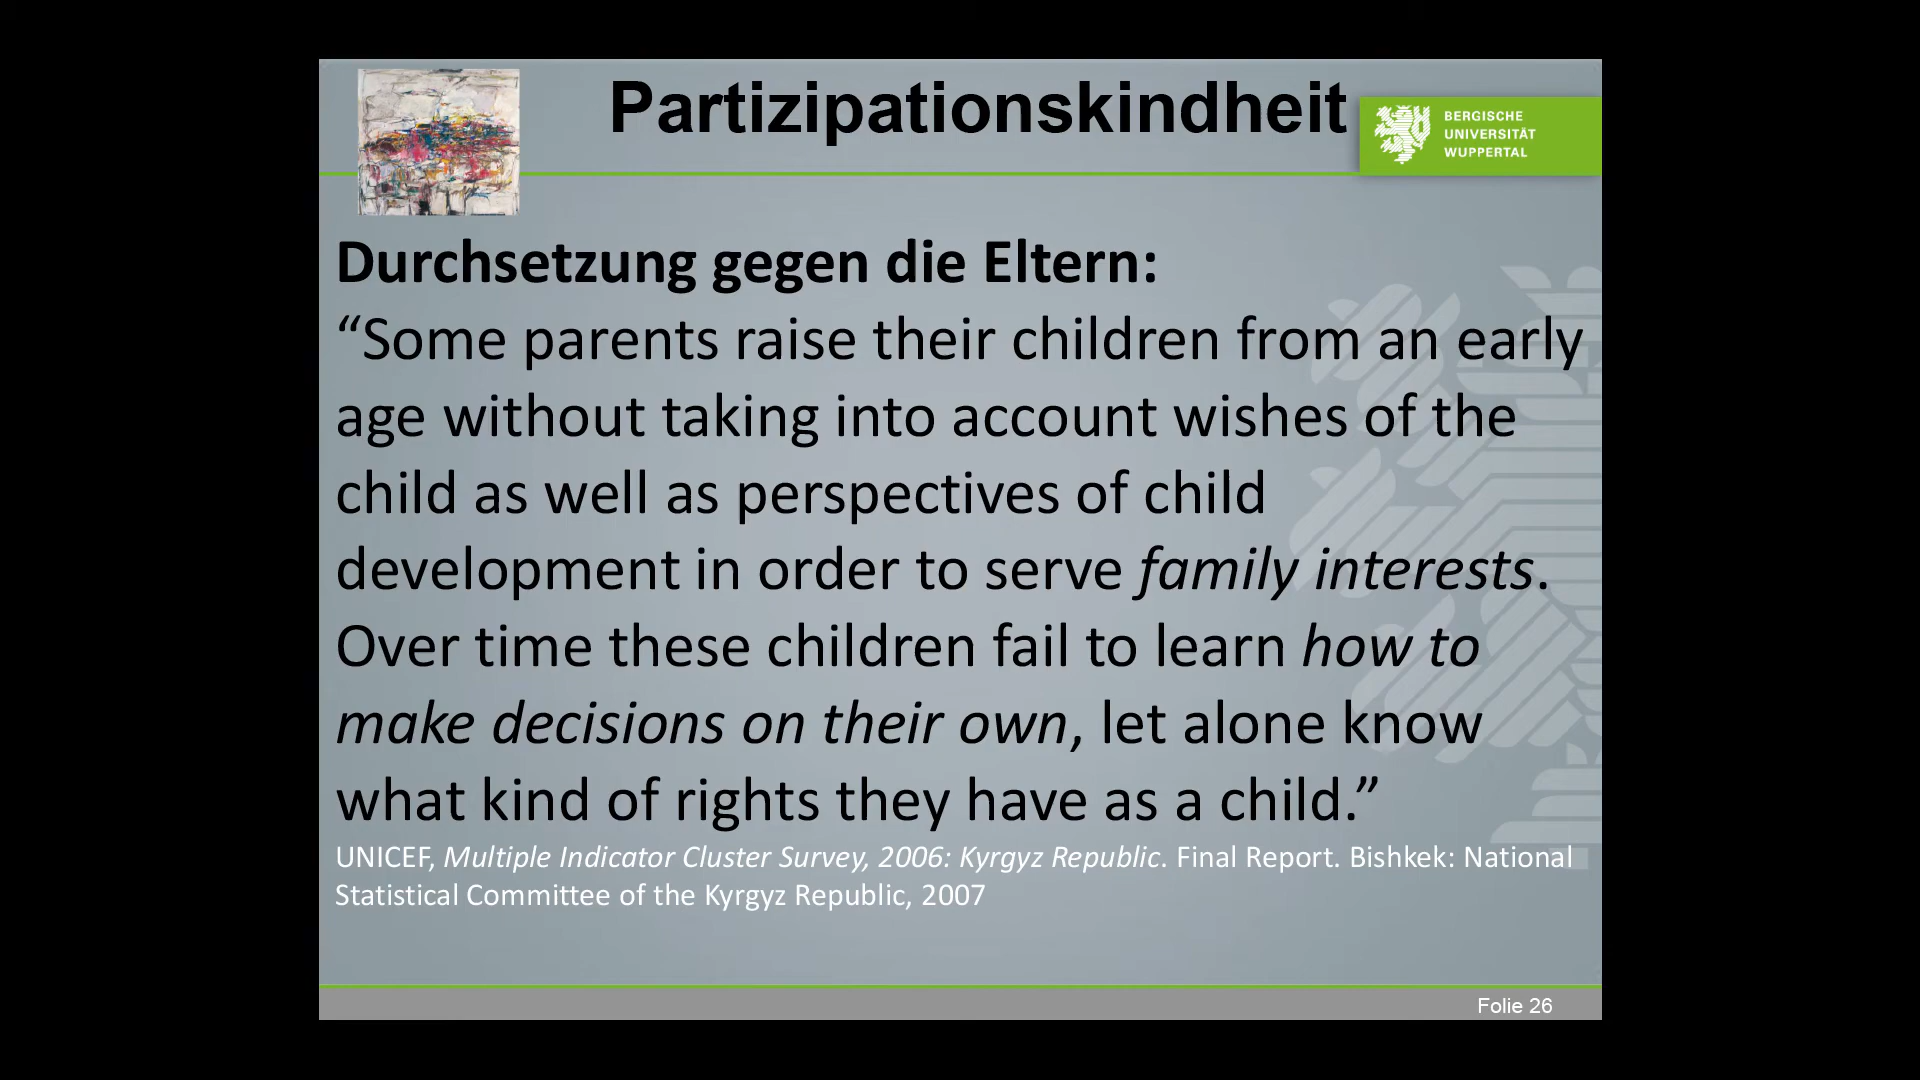 Partizipationskindheit
BERGISCHE
UNIVERSITÄT
WUPPERTAL
Durchsetzung gegen die Eltern:
“Some parents raise their children from an early
age without taking into account wishes of the
child as well as perspectives of child
development in order to serve family interests.
Over time these children fail to learn how to
make decisions on their own, let alone know
what kind of rights they have as a child.”
UNICEF, Multiple Indicator Cluster Survey, 2006: Kyrgyz Republic. Final Report. Bishkek: National
Statistical Committee of the Kyrgyz Republic, 2007
Folie 26